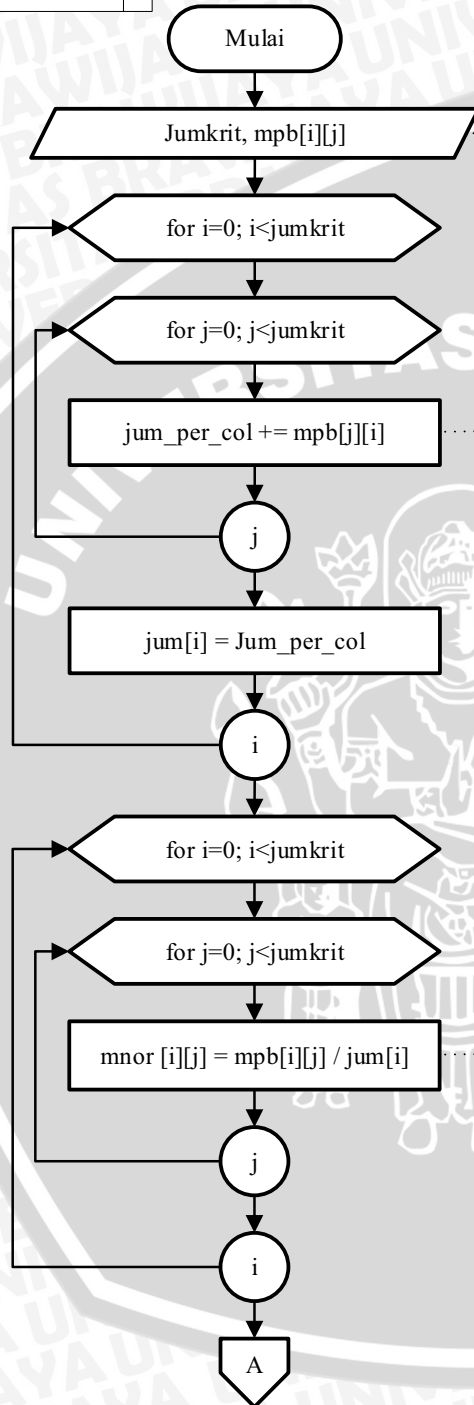 Mulai
Jumkrit, mpb[i][j]
for i=0; i<jumkrit
for j=0; j<jumkrit
jum_per_col += mpb[j][i]
j
jum[i] = Jum_per_col
i
for i=0; i<jumkrit
for j=0; j<jumkrit
mnor [i][j] = mpb[i][j] / jum[i]
j
i
A